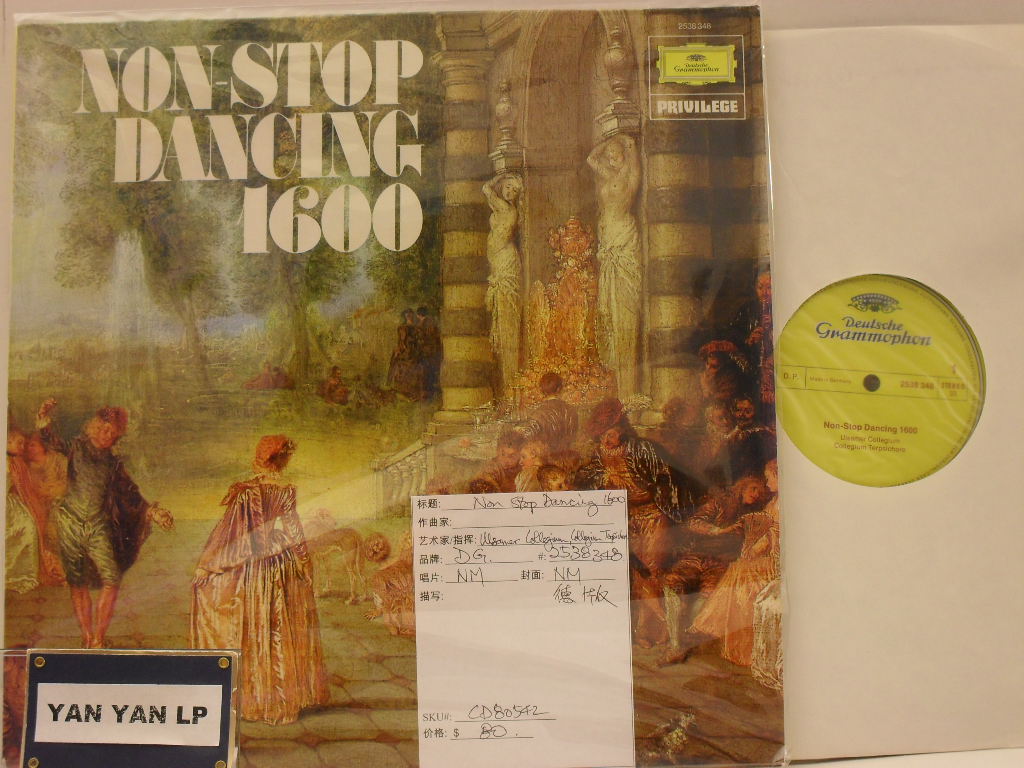 NON-STOP
DANCING
1600
2538 348
Deutsche
Grammophon
PRIVILEGE
Deutsche
Grammophon
D.P.
Made in Germany
2538 348
STEREO
Non-Stop Dancing 1600
Ulsamer Collegium
Collegium Terpsichore
标题: Non Stop Dancing 1600
作曲家:
艺术家/指挥: Ulsamer Collegium, Collegium Terpsichore
品牌: DG. #: 2538348
唱片: NM 封面: NM
描写: 德版
SKU#: CD80542
价格: $ 80.
YAN YAN LP